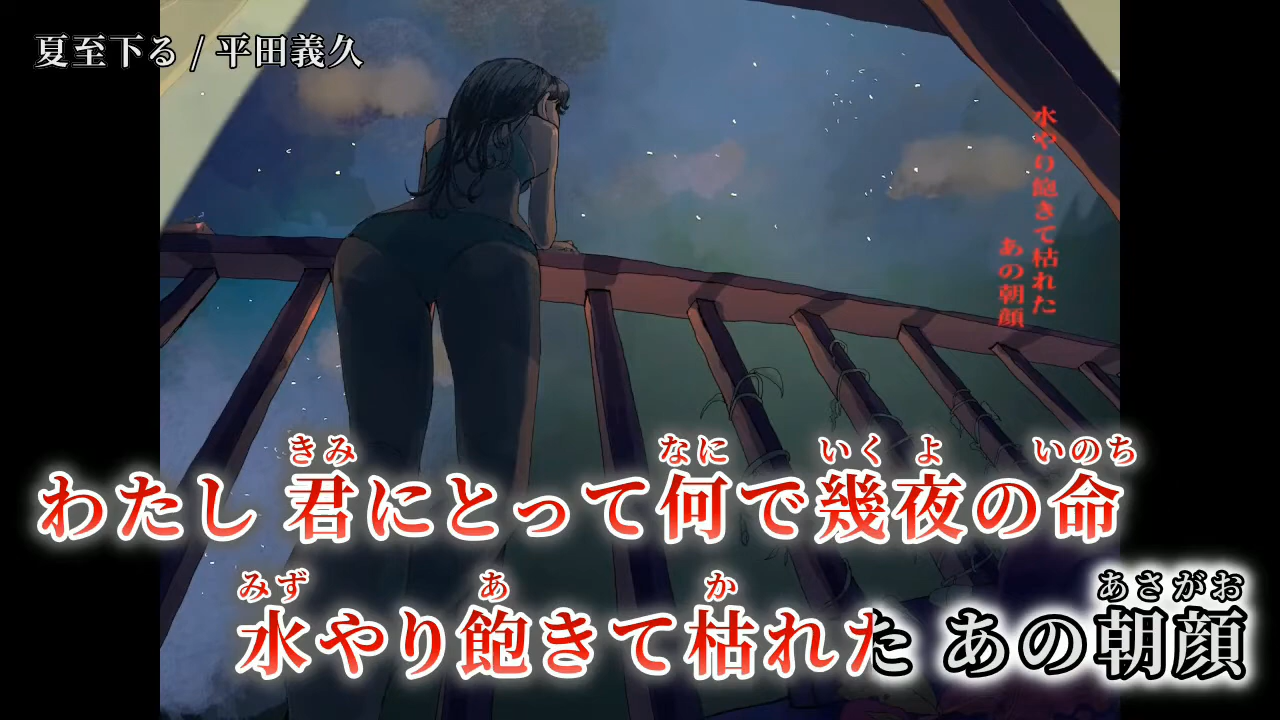 夏至下る / 平田義久
水やり飽きて枯れた
あの朝顔
きみ なに いくよ いのち
わたし 君にとって何で幾夜の命
みず あ か あさがお
水やり飽きて枯れた あの朝顔